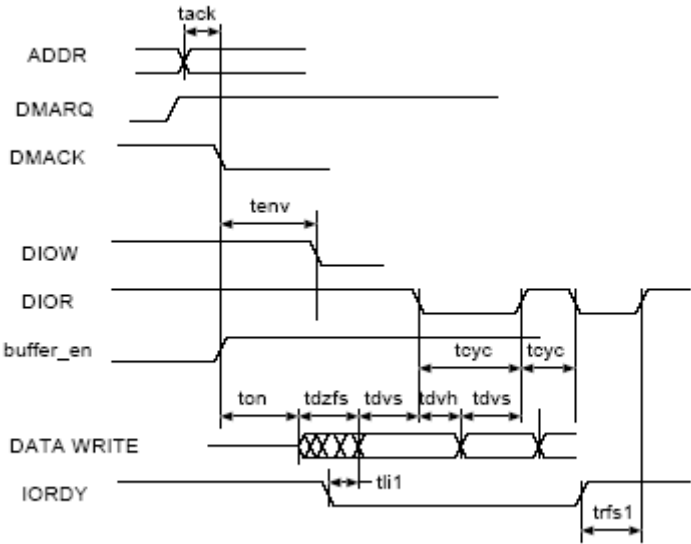 tack
ADDR
DMARQ
DMACK
tenv
DIOW
DIOR
buffer_en
tcyc tcyc
ton tdzfs tdvs tdvh tdvs
DATA WRITE
tli1
IORDY
trfs1